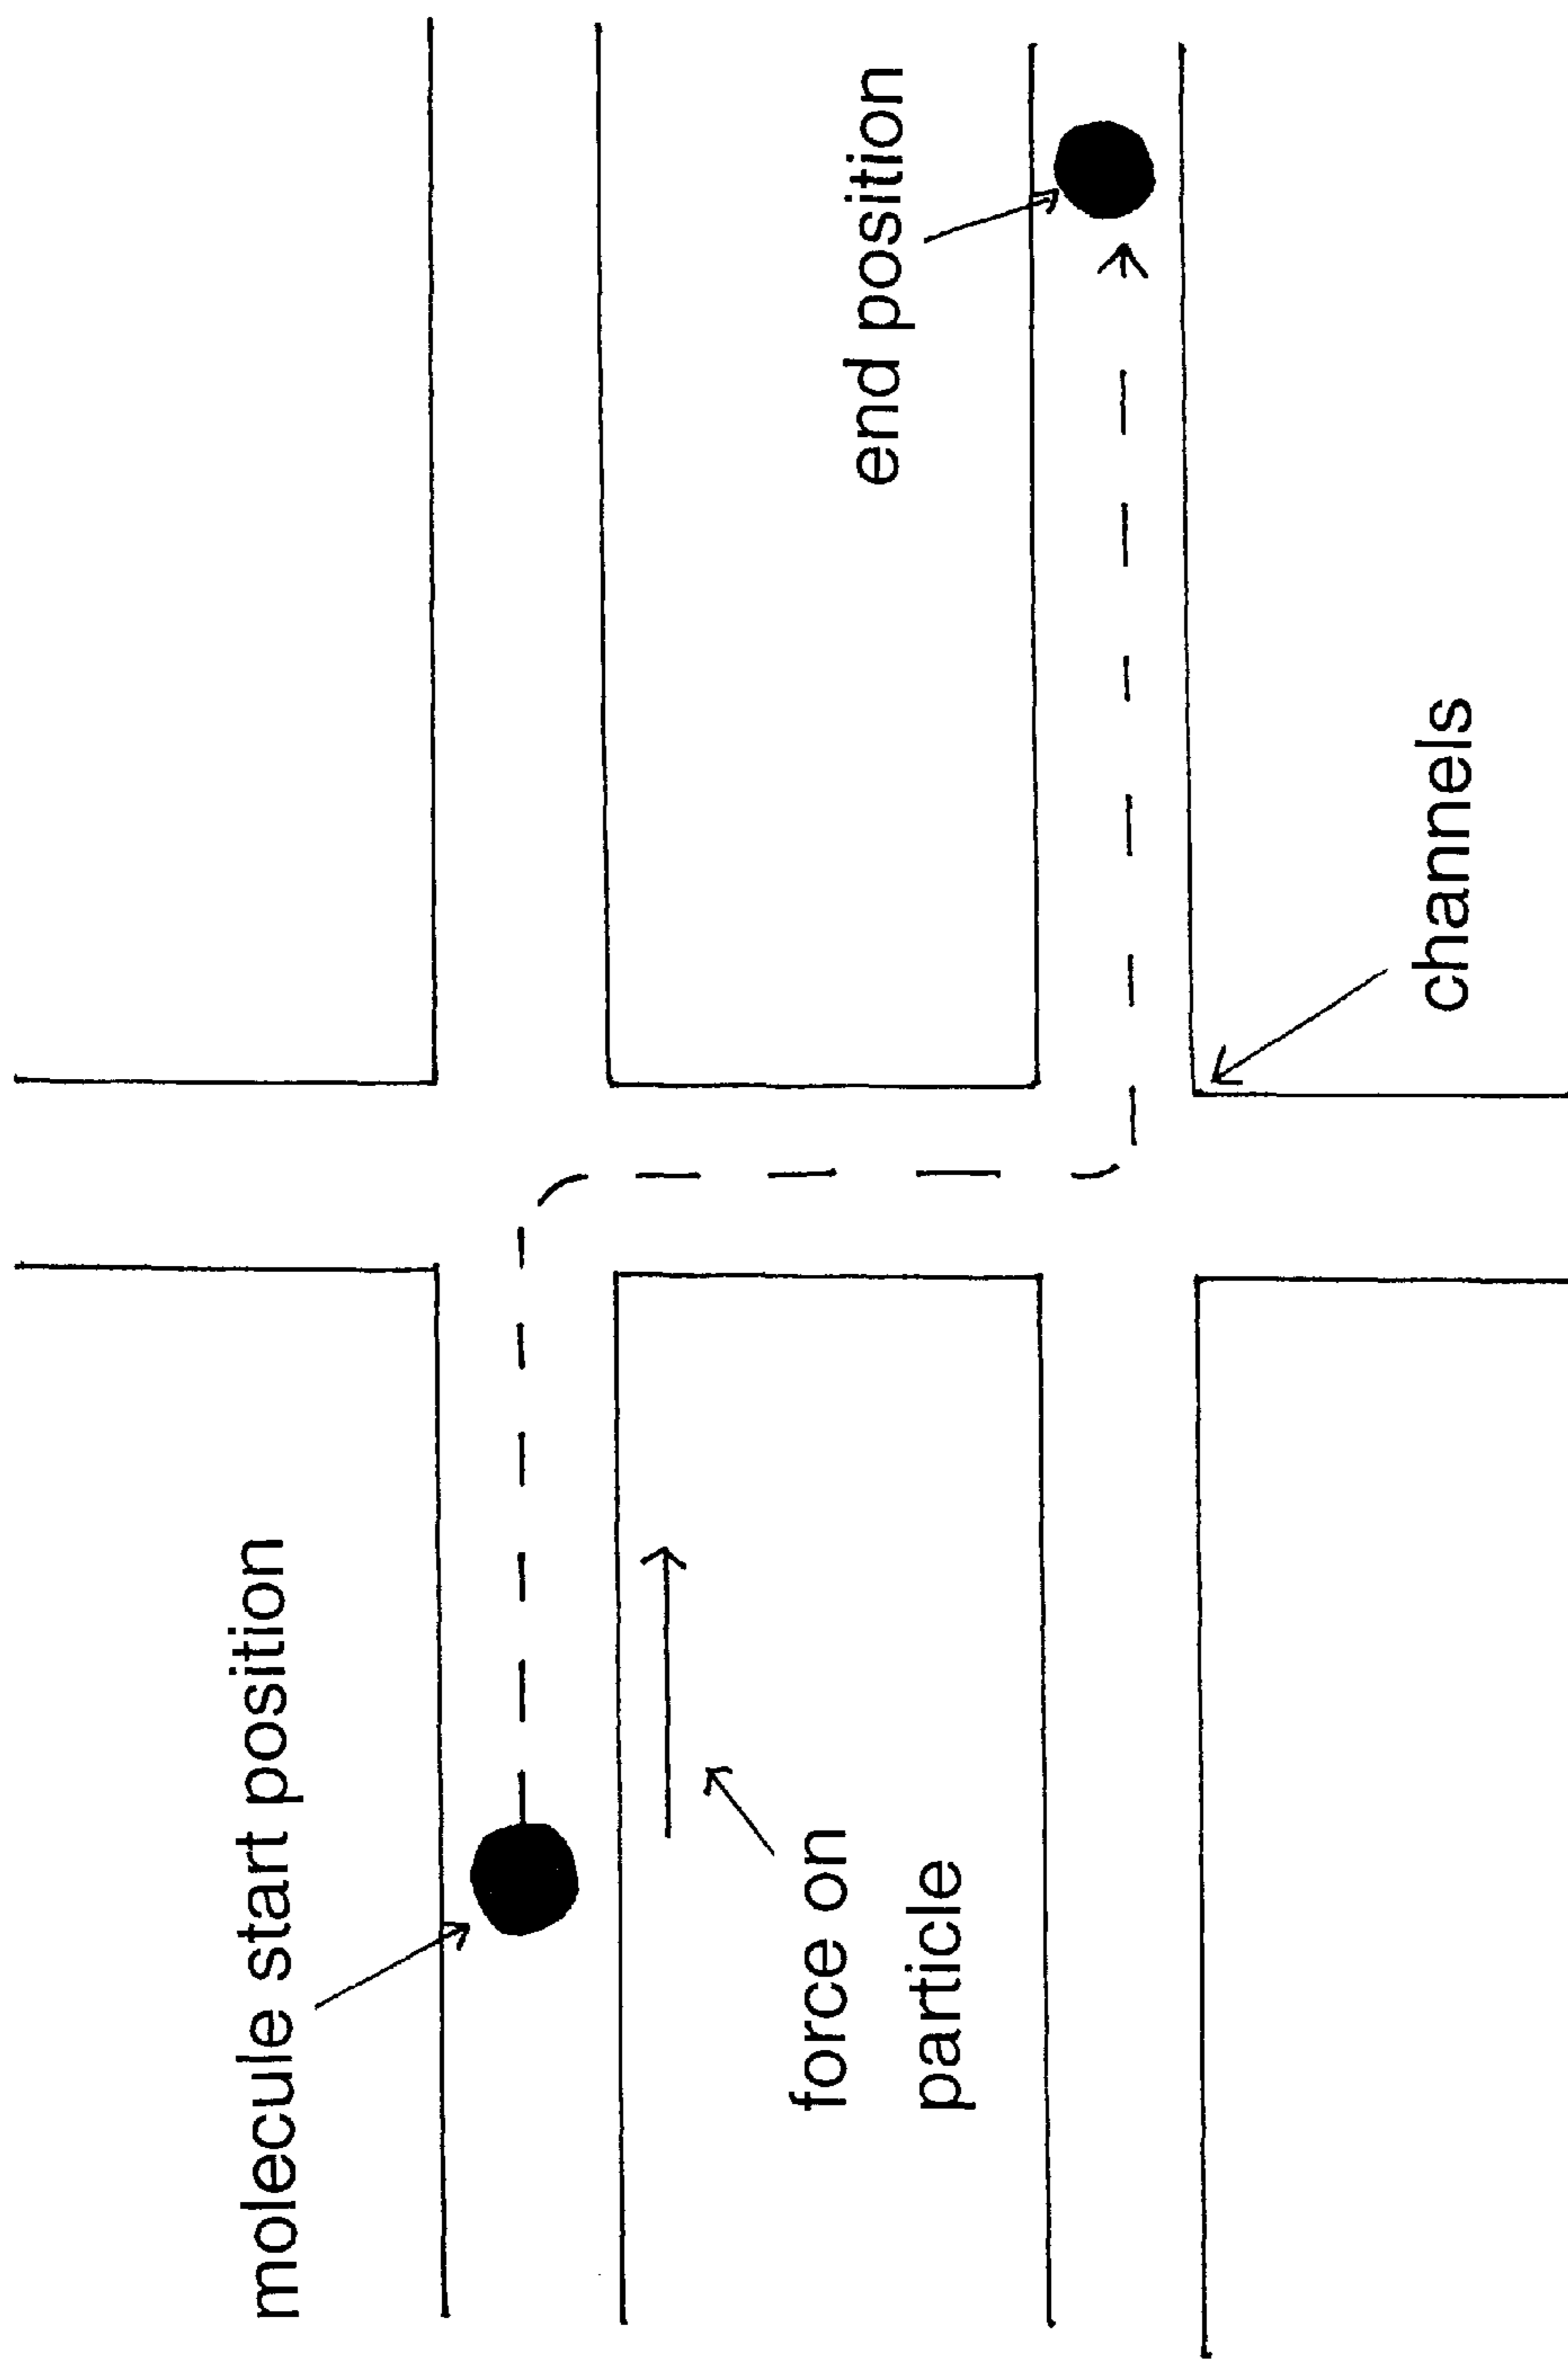 molecule start position
force on
particle
end position
channels